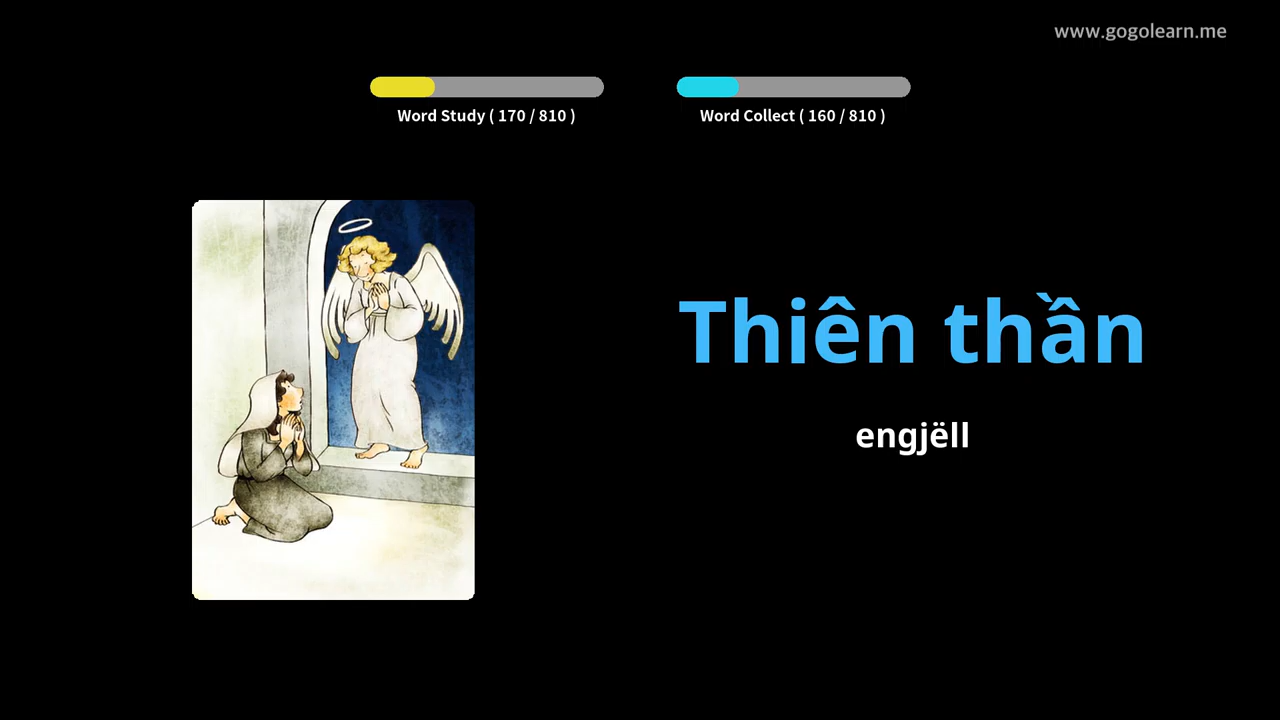 www.gogolearn.me
Word Study ( 170 / 810 )
Word Collect ( 160 / 810 )
Thiên thần
engjëll